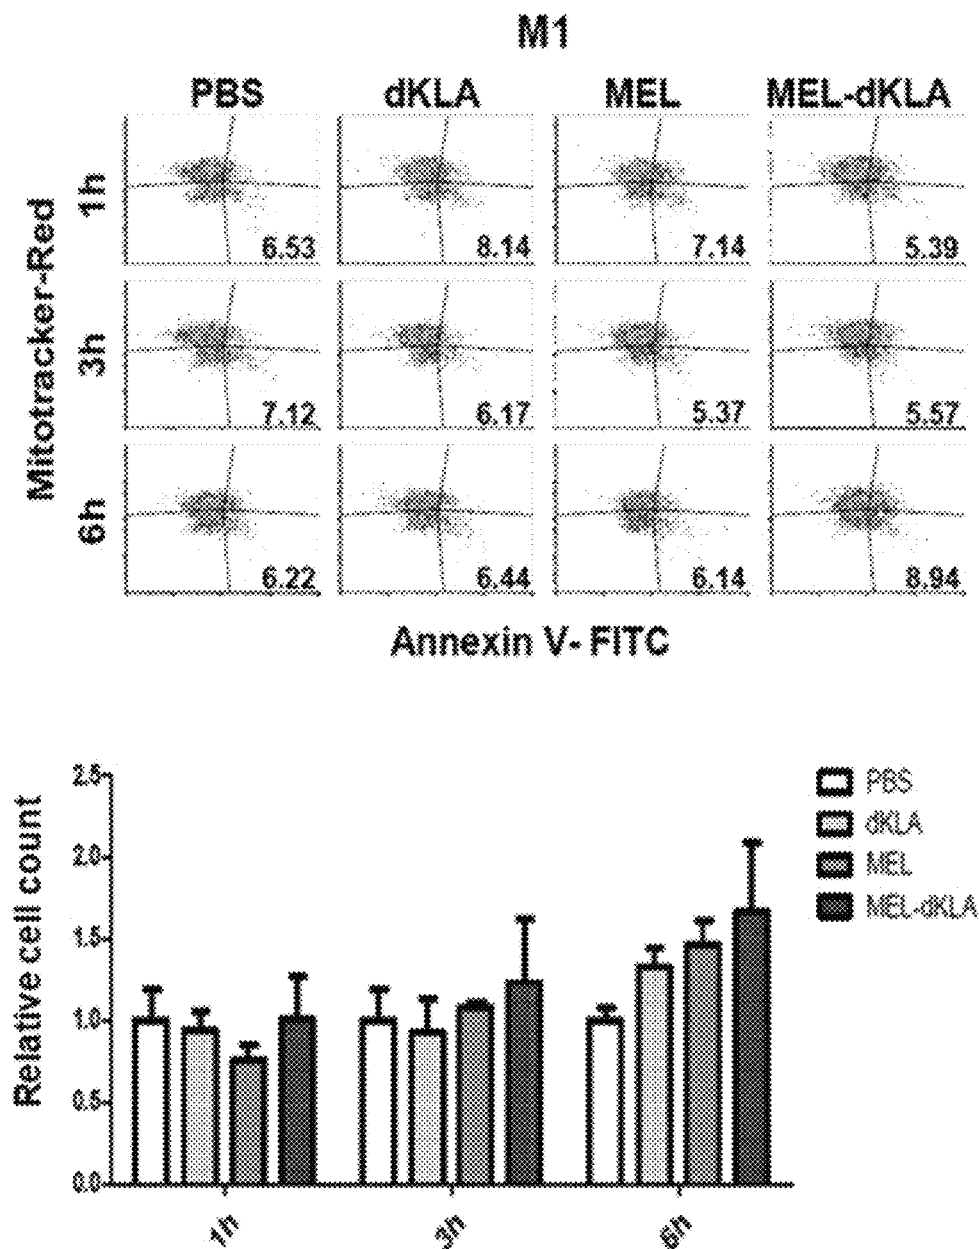 M1
PBS dKLA MEL MEL-dKLA
Mitotracker-Red
1h
6.53 8.14 7.14 5.39
3h
7.12 6.17 5.37 5.57
6h
6.22 6.44 6.14 8.94
Annexin V- FITC
Relative cell count
2.5
2.0
1.5
1.0
0.5
0.0
1h 3h 6h
PBS
dKLA
MEL
MEL-dKLA